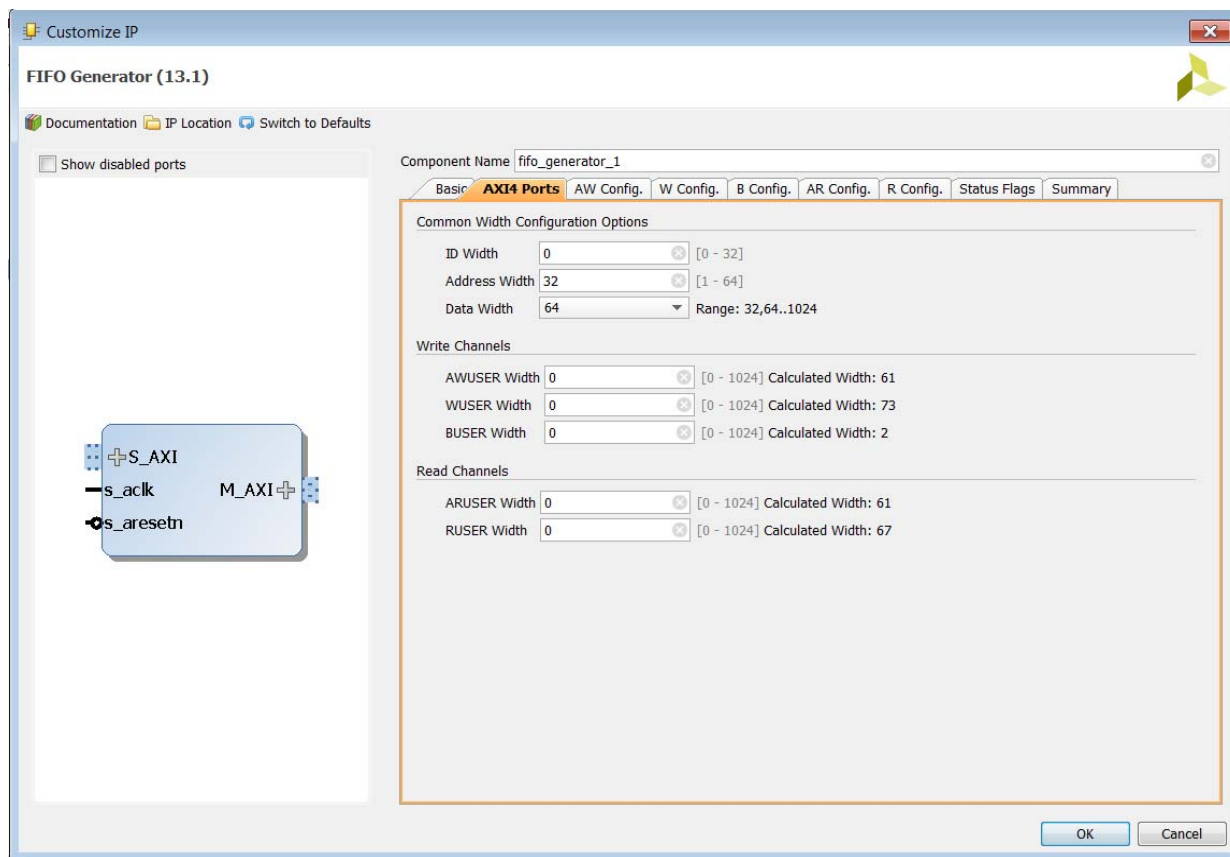 Customize IP
FIFO Generator (13.1)
Documentation IP Location Switch to Defaults
Show disabled ports
S_AXI
s_aclk M_AXI
s_aresetn
Component Name fifo_generator_1
Basic AXI4 Ports AW Config. W Config. B Config. AR Config. R Config. Status Flags Summary
Common Width Configuration Options
ID Width 0 [0 - 32]
Address Width 32 [1 - 64]
Data Width 64 Range: 32,64..1024
Write Channels
AWUSER Width 0 [0 - 1024] Calculated Width: 61
WUSER Width 0 [0 - 1024] Calculated Width: 73
BUSER Width 0 [0 - 1024] Calculated Width: 2
Read Channels
ARUSER Width 0 [0 - 1024] Calculated Width: 61
RUSER Width 0 [0 - 1024] Calculated Width: 67
OK Cancel